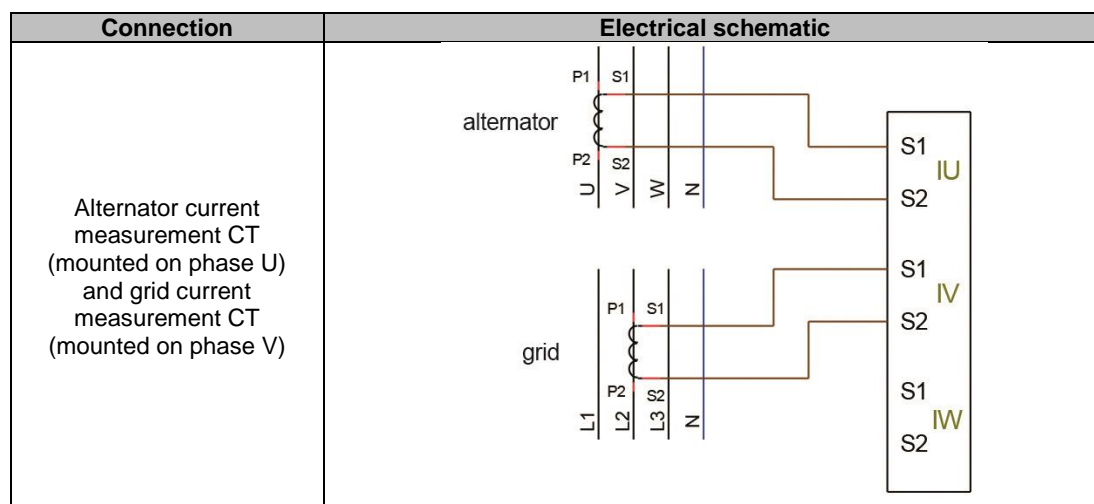 Connection
Electrical schematic
Alternator current
measurement CT
(mounted on phase U)
and grid current
measurement CT
(mounted on phase V)
P1 S1
alternator
P2 S2
U V W N
S1
IU
S2
P1 S1
grid
P2 S2
L1 L2 L3 N
S1
IV
S2
S1
IW
S2